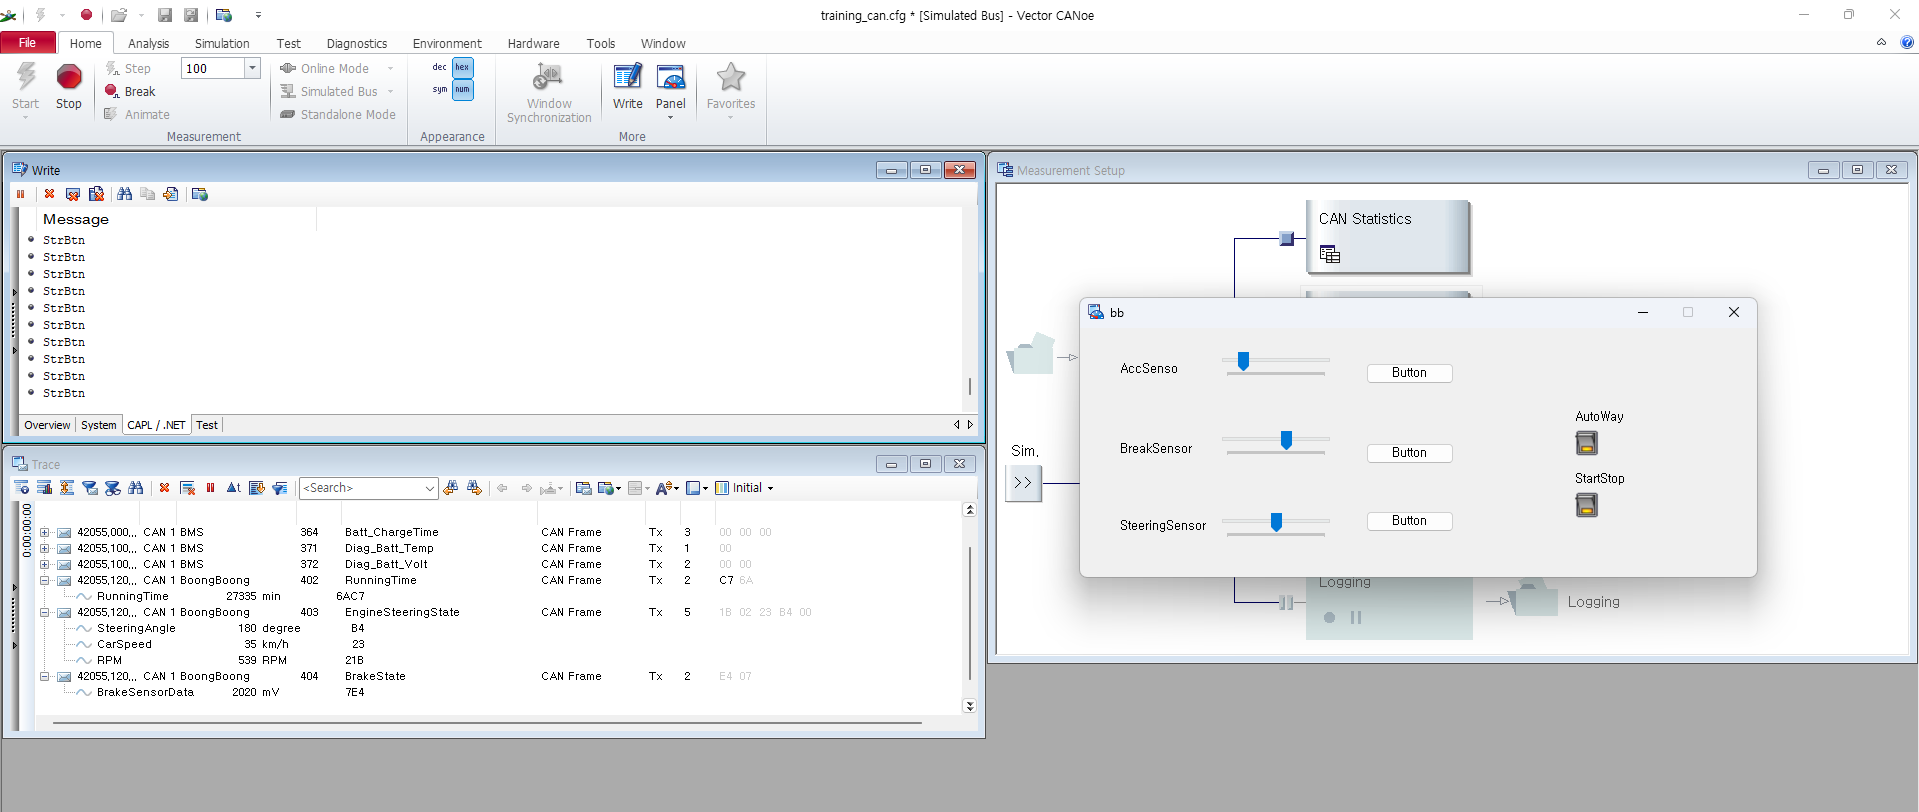 training_can.cfg * [Simulated Bus] - Vector CANoe
File Home Analysis Simulation Test Diagnostics Environment Hardware Tools Window
Start
Stop
Step
Break
Animate
100
Online Mode
Simulated Bus
Standalone Mode
Measurement
dec hex
sym num
Appearance
Window Synchronization
Write
Panel
More
Favorites
Write
Message
StrBtn
StrBtn
StrBtn
StrBtn
StrBtn
StrBtn
StrBtn
StrBtn
StrBtn
StrBtn
Overview System CAPL / .NET Test
Trace
<Search>
Initial
0:00:00:00
42055,000,,, CAN 1 BMS 364 Batt_ChargeTime CAN Frame Tx 3 00 00 00
42055,100,,, CAN 1 BMS 371 Diag_Batt_Temp CAN Frame Tx 1 00
42055,100,,, CAN 1 BMS 372 Diag_Batt_Volt CAN Frame Tx 2 00 00
42055,120,,, CAN 1 BoongBoong 402 RunningTime CAN Frame Tx 2 C7 6A
RunningTime 27335 min 6AC7
42055,120,,, CAN 1 BoongBoong 403 EngineSteeringState CAN Frame Tx 5 1B 02 23 B4 00
SteeringAngle 180 degree B4
CarSpeed 35 km/h 23
RPM 539 RPM 21B
42055,120,,, CAN 1 BoongBoong 404 BrakeState CAN Frame Tx 2 E4 07
BrakeSensorData 2020 mV 7E4
Measurement Setup
CAN Statistics
Sim,
>>
bb
AccSenso Button
AutoWay
BreakSensor Button
StartStop
SteeringSensor Button
Logging
Logging